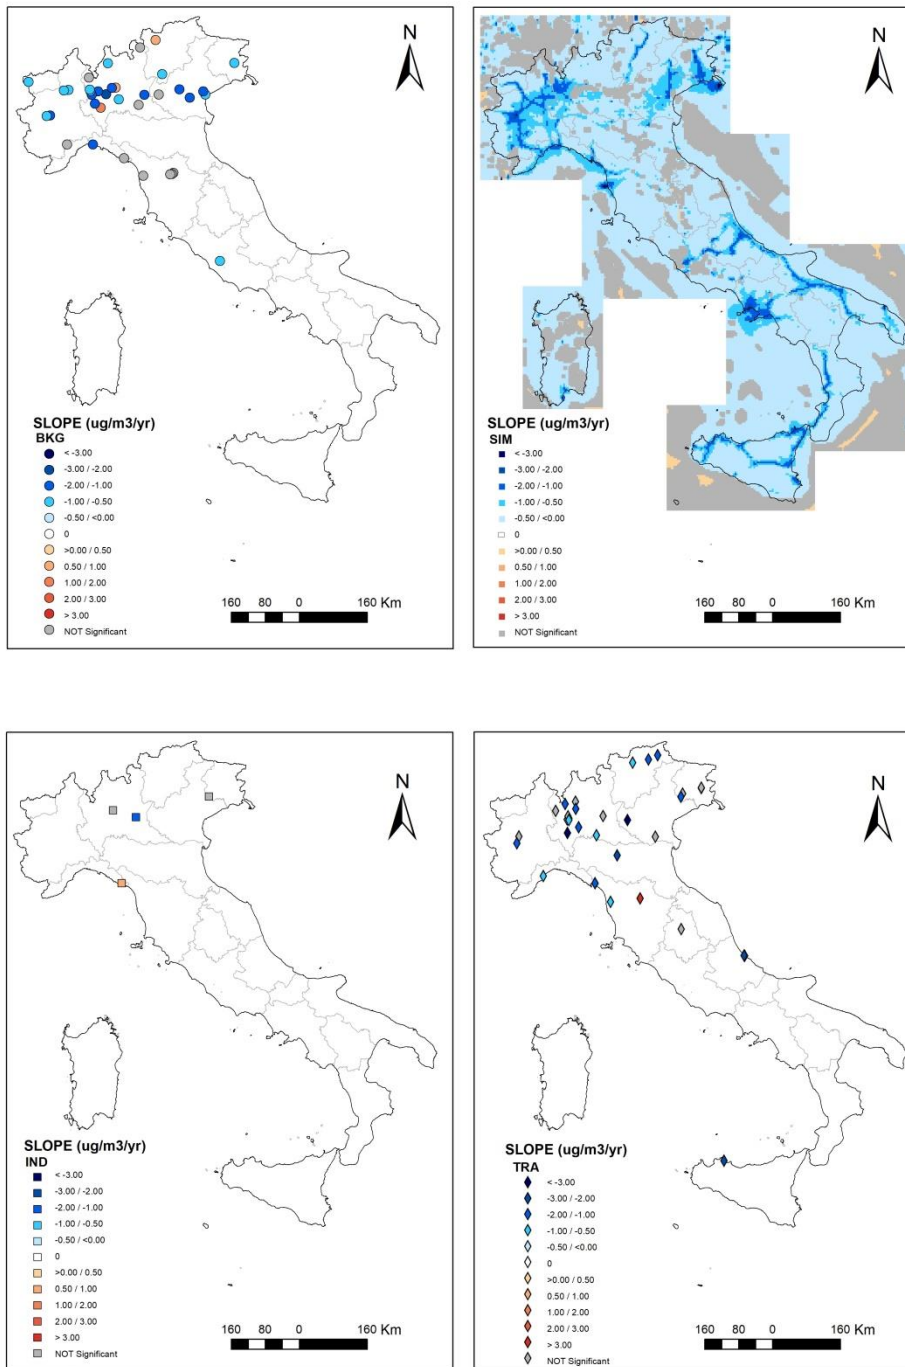 N
SLOPE (ug/m3/yr)
BKG
< -3.00
-3.00 / -2.00
-2.00 / -1.00
-1.00 / -0.50
-0.50 / <0.00
0
>0.00 / 0.50
0.50 / 1.00
1.00 / 2.00
2.00 / 3.00
> 3.00
NOT Significant
160 80 0 160 Km
N
SLOPE (ug/m3/yr)
SIM
< -3.00
-3.00 / -2.00
-2.00 / -1.00
-1.00 / -0.50
-0.50 / <0.00
0
>0.00 / 0.50
0.50 / 1.00
1.00 / 2.00
2.00 / 3.00
> 3.00
NOT Significant
160 80 0 160 Km
N
SLOPE (ug/m3/yr)
IND
< -3.00
-3.00 / -2.00
-2.00 / -1.00
-1.00 / -0.50
-0.50 / <0.00
0
>0.00 / 0.50
0.50 / 1.00
1.00 / 2.00
2.00 / 3.00
> 3.00
NOT Significant
160 80 0 160 Km
N
SLOPE (ug/m3/yr)
TRA
< -3.00
-3.00 / -2.00
-2.00 / -1.00
-1.00 / -0.50
-0.50 / <0.00
0
>0.00 / 0.50
0.50 / 1.00
1.00 / 2.00
2.00 / 3.00
> 3.00
NOT Significant
160 80 0 160 Km